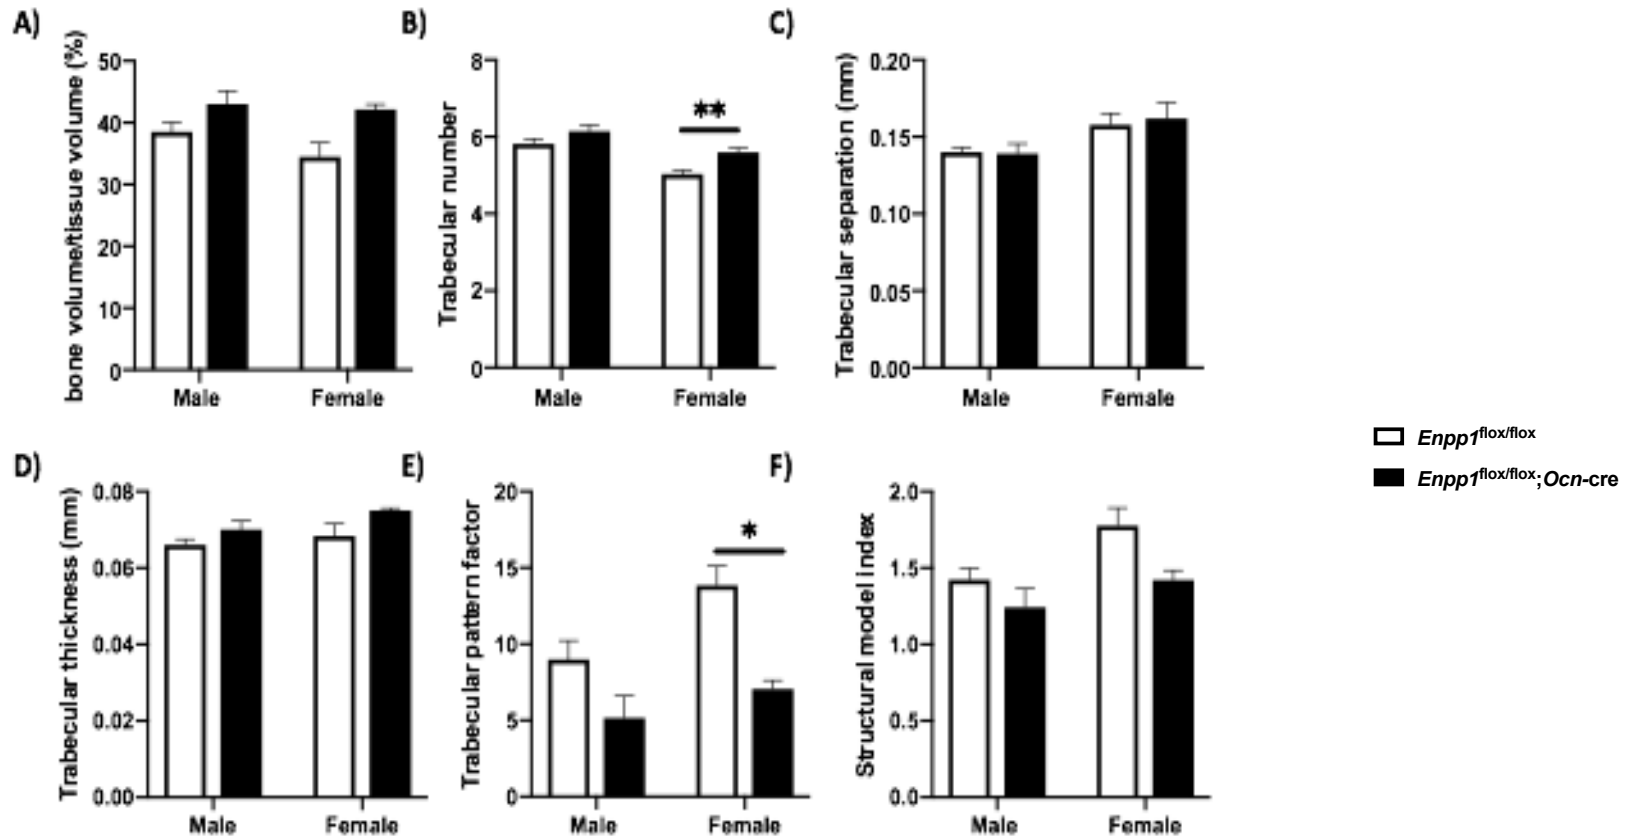 A)
bone volume/tissue volume (%)
50
40
30
20
10
0
Male
Female
B)
Trabecular number
8
6
4
2
0
**
Male
Female
C)
Trabecular separation (mm)
0.20
0.15
0.10
0.05
0.00
Male
Female
Enpp1flox/flox
Enpp1flox/flox;Ocn-cre
D)
Trabecular thickness (mm)
0.08
0.06
0.04
0.02
0.00
Male
Female
E)
Trabecular pattern factor
20
15
10
5
0
*
Male
Female
F)
Structural model index
2.0
1.5
1.0
0.5
0.0
Male
Female